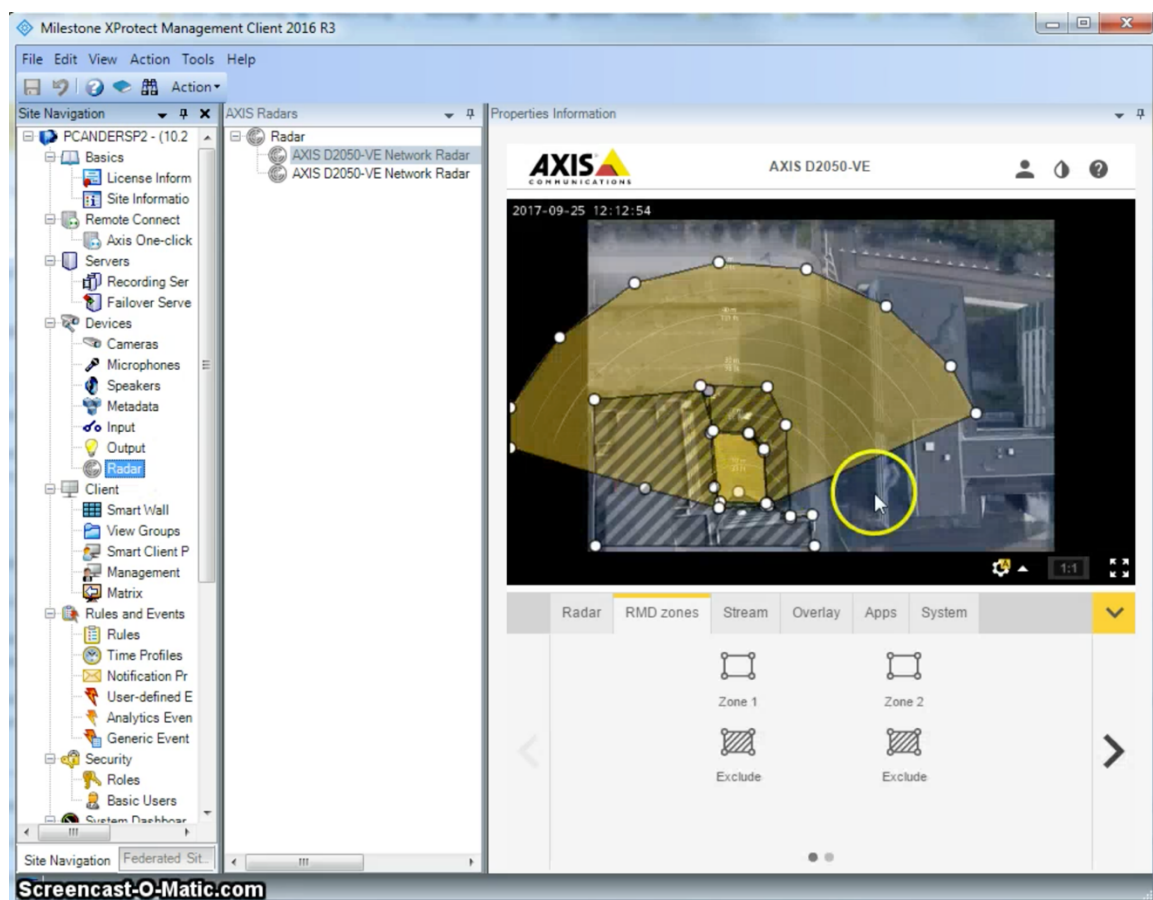 Milestone XProtect Management Client 2016 R3
File Edit View Action Tools Help
Action
Site Navigation
PCANDERSP2 - (10.2
Basics
License Inform
Site Informatio
Remote Connect
Axis One-click
Servers
Recording Ser
Failover Serve
Devices
Cameras
Microphones
Speakers
Metadata
Input
Output
Radar
Client
Smart Wall
View Groups
Smart Client P
Management
Matrix
Rules and Events
Rules
Time Profiles
Notification Pr
User-defined E
Analytics Even
Generic Event
Security
Roles
Basic Users
System Dashboar
Site Navigation
Federated Sit...
AXIS Radars
Radar
AXIS D2050-VE Network Radar
AXIS D2050-VE Network Radar
Properties Information
AXIS
COMMUNICATIONS
AXIS D2050-VE
2017-09-25 12:12:54
1:1
Radar RMD zones Stream Overlay Apps System
Zone 1 Zone 2
Exclude Exclude
Screencast-O-Matic.com